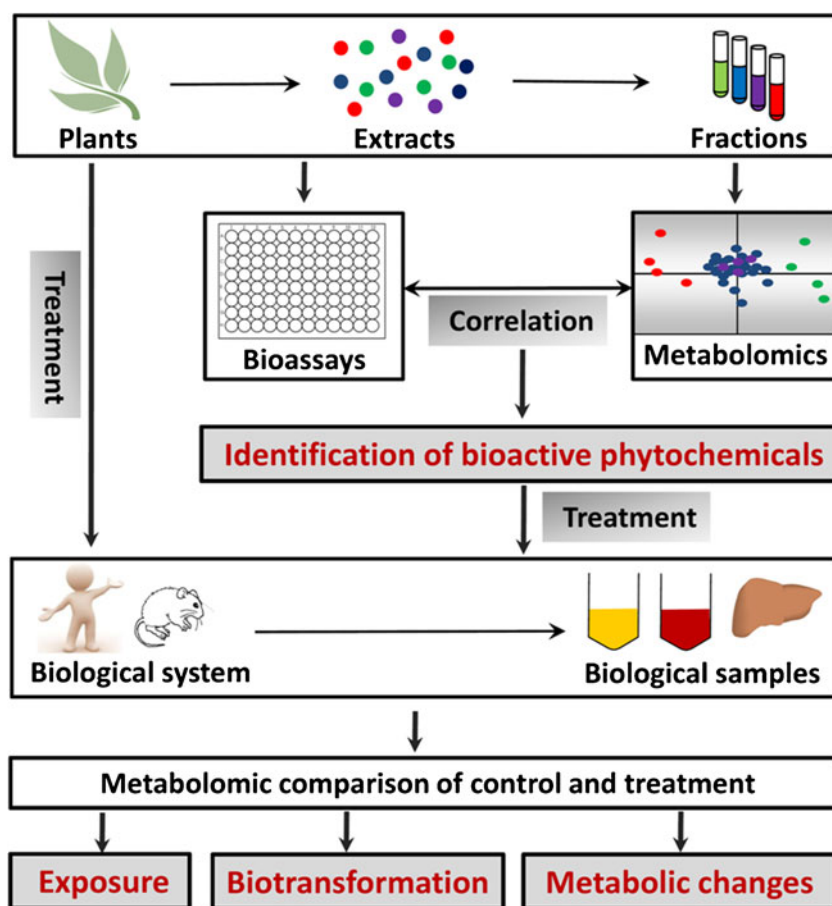 Plants
Extracts
Fractions
Treatment
Bioassays
Correlation
Metabolomics
Identification of bioactive phytochemicals
Treatment
Biological system
Biological samples
Metabolomic comparison of control and treatment
Exposure
Biotransformation
Metabolic changes